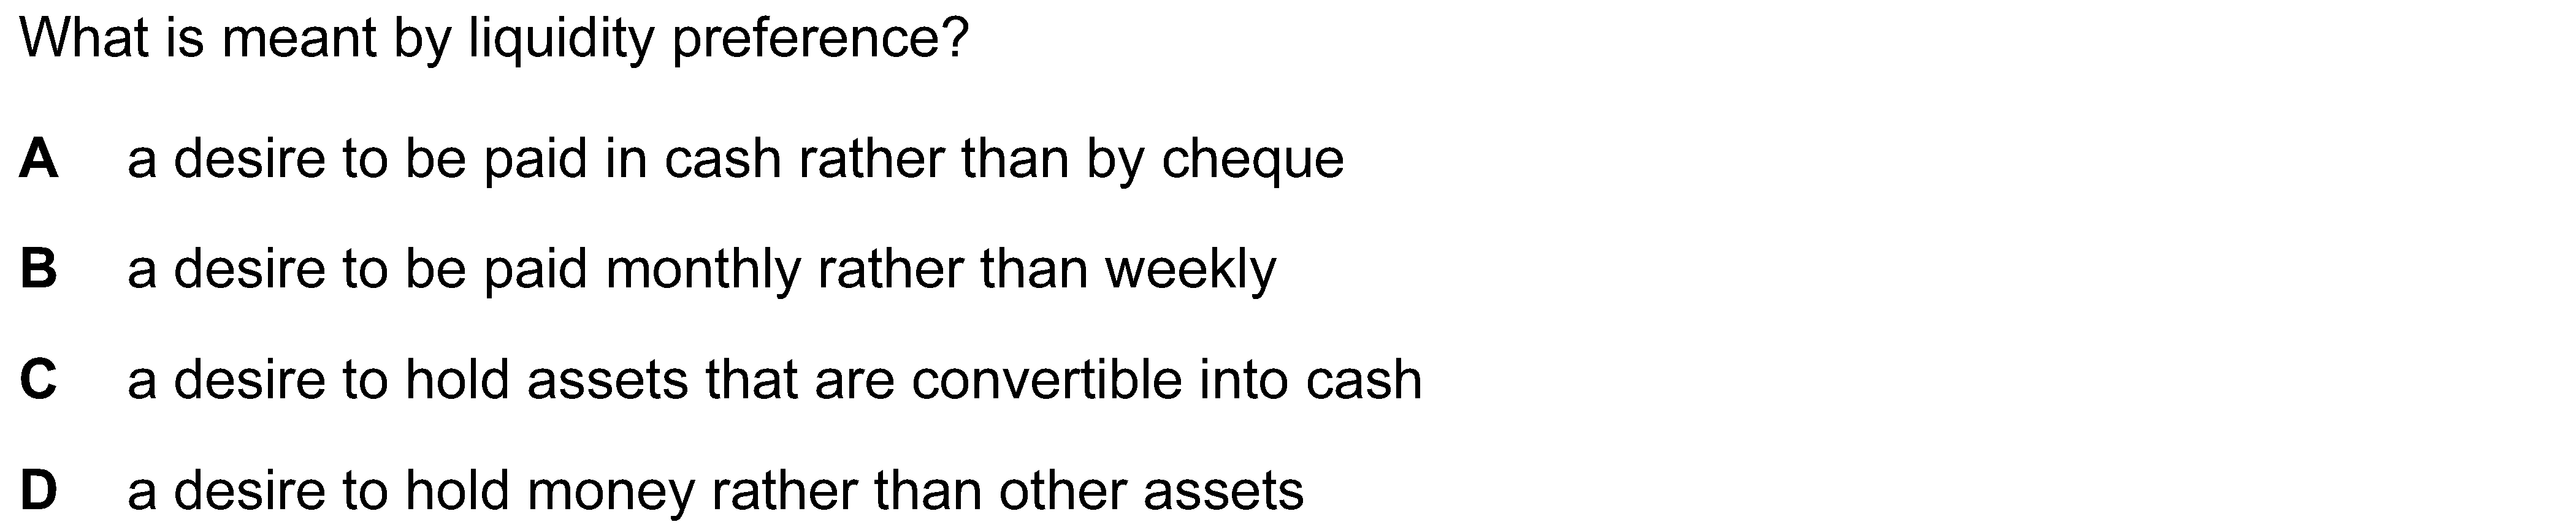 What is meant by liquidity preference?
A a desire to be paid in cash rather than by cheque
B a desire to be paid monthly rather than weekly
C a desire to hold assets that are convertible into cash
D a desire to hold money rather than other assets